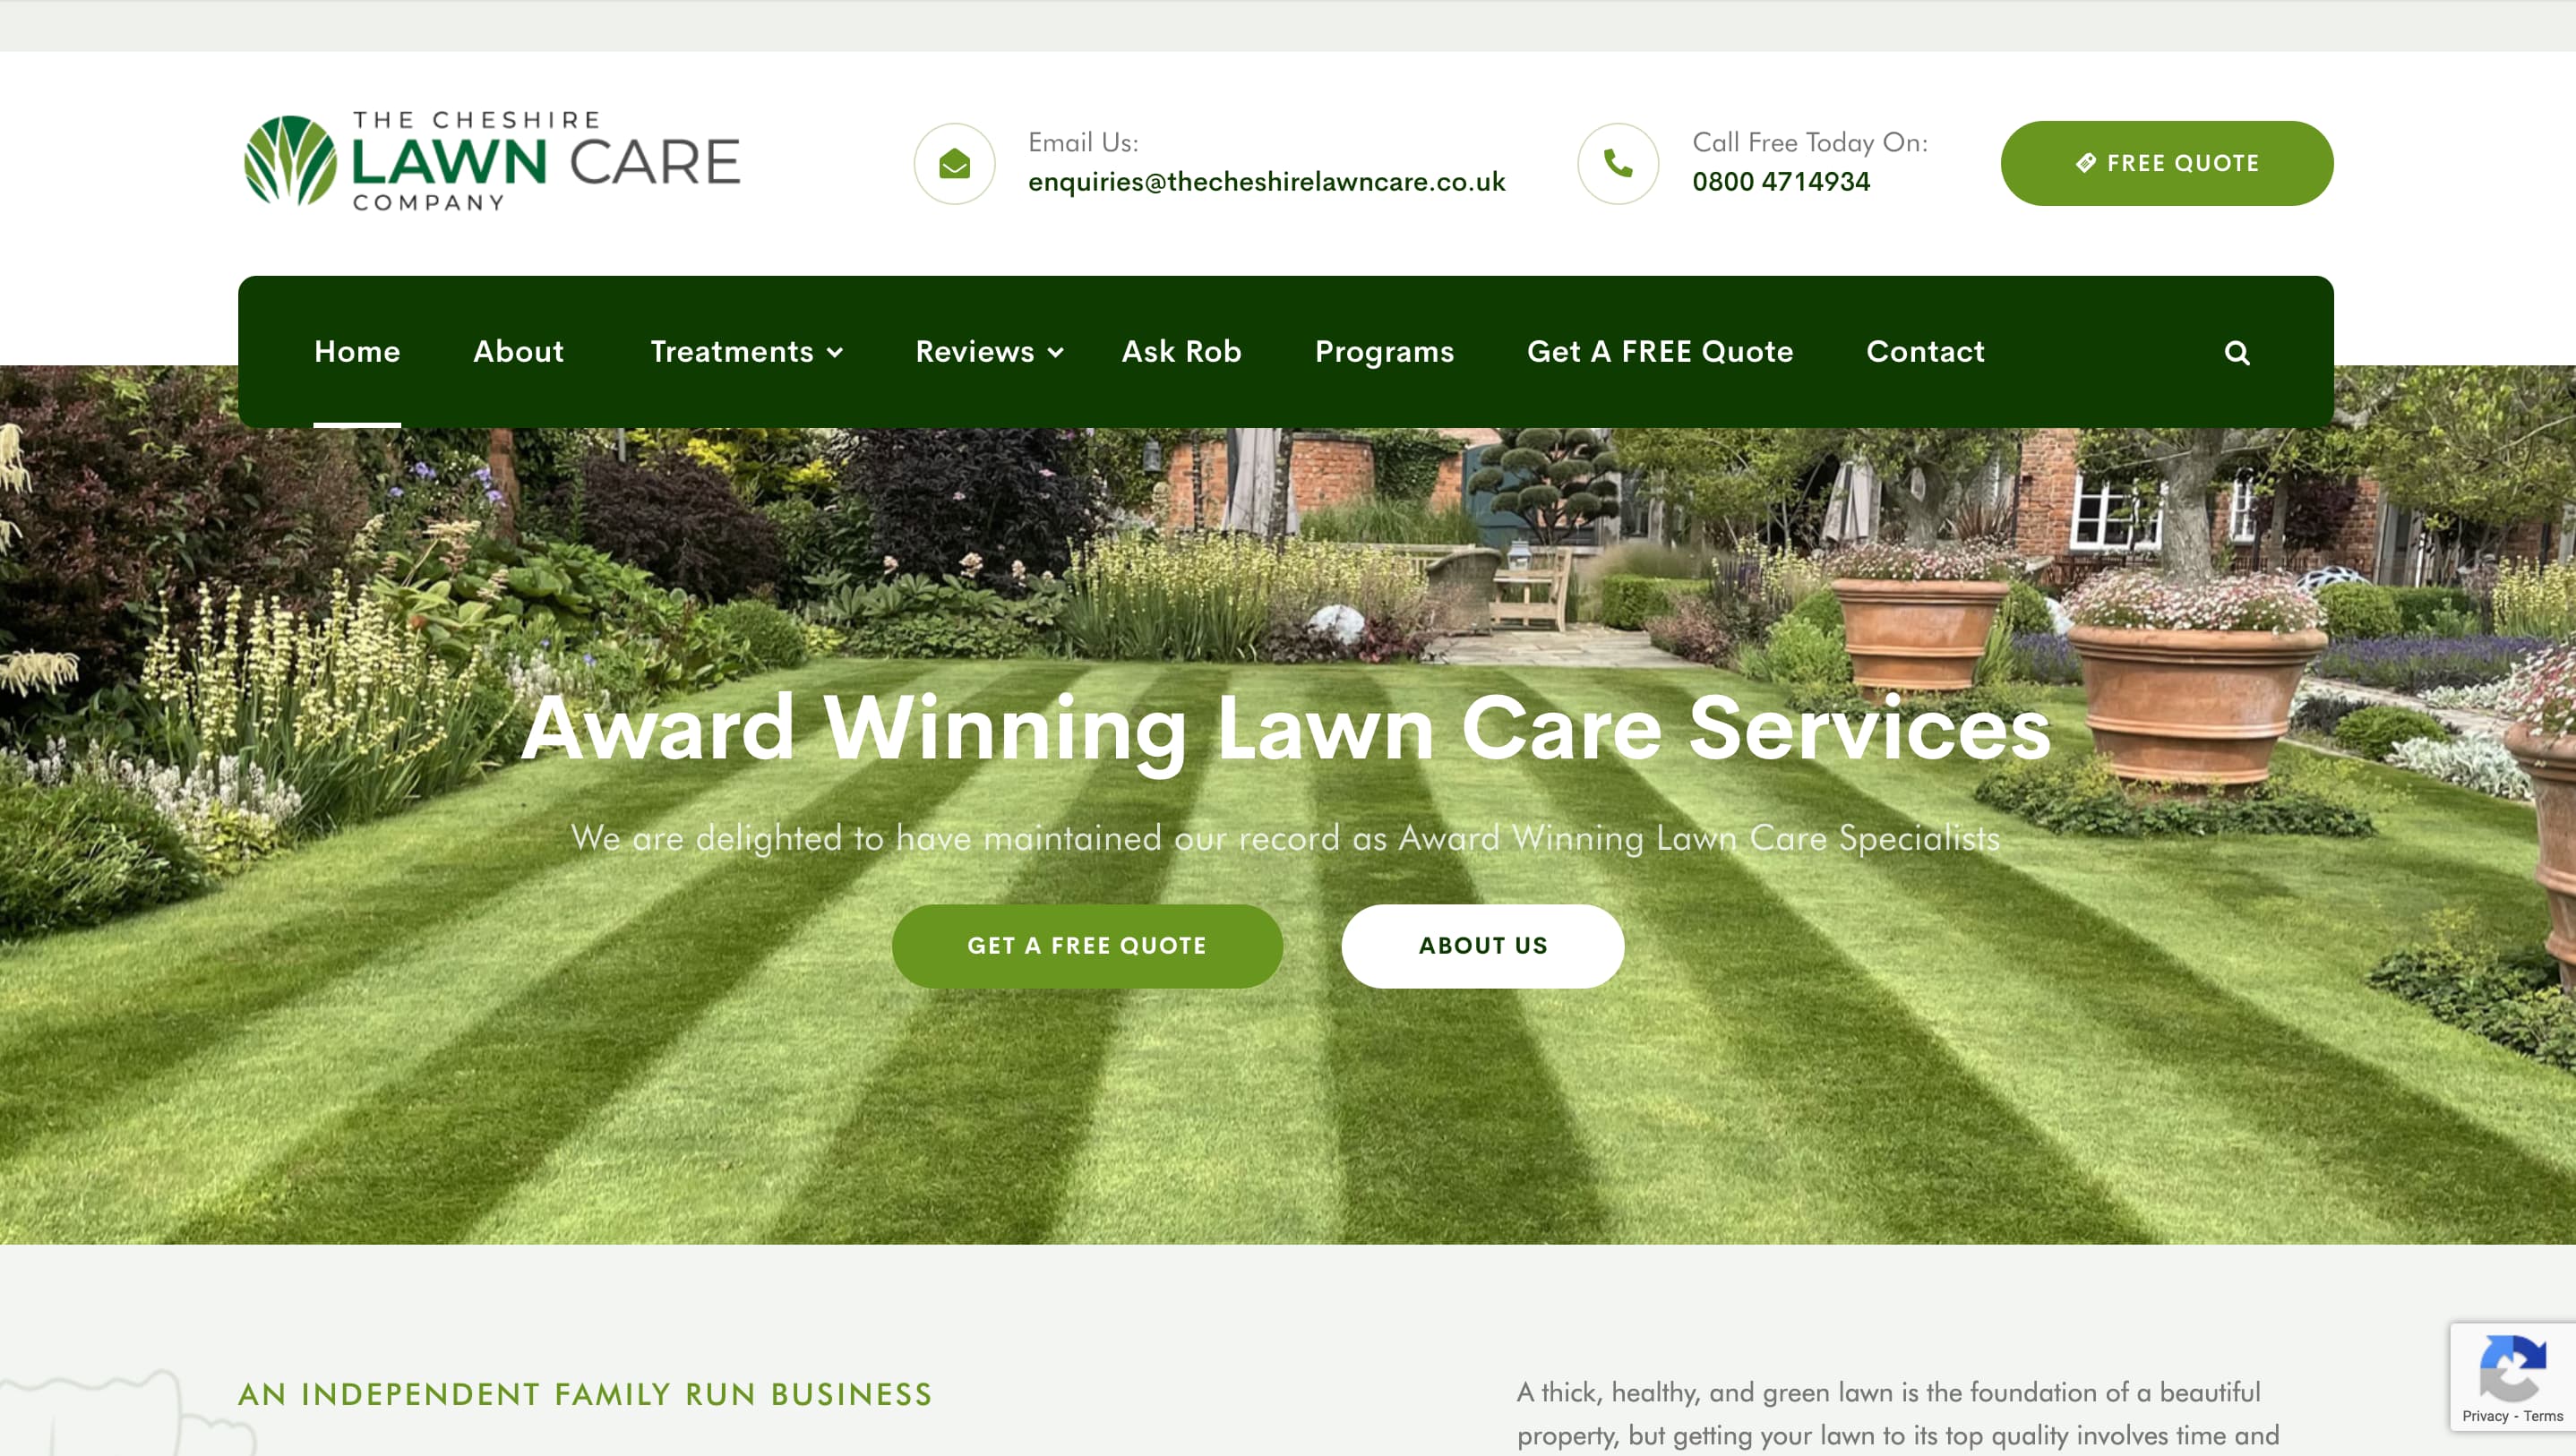 THE CHESHIRE
LAWN CARE
COMPANY
Email Us:
enquiries@thecheshirelawncare.co.uk
Call Free Today On:
0800 4714934
FREE QUOTE
Home
About
Treatments
Reviews
Ask Rob
Programs
Get A FREE Quote
Contact
Award Winning Lawn Care Services
We are delighted to have maintained our record as Award Winning Lawn Care Specialists
GET A FREE QUOTE
ABOUT US
AN INDEPENDENT FAMILY RUN BUSINESS
A thick, healthy, and green lawn is the foundation of a beautiful
property, but getting your lawn to its top quality involves time and
Privacy - Terms